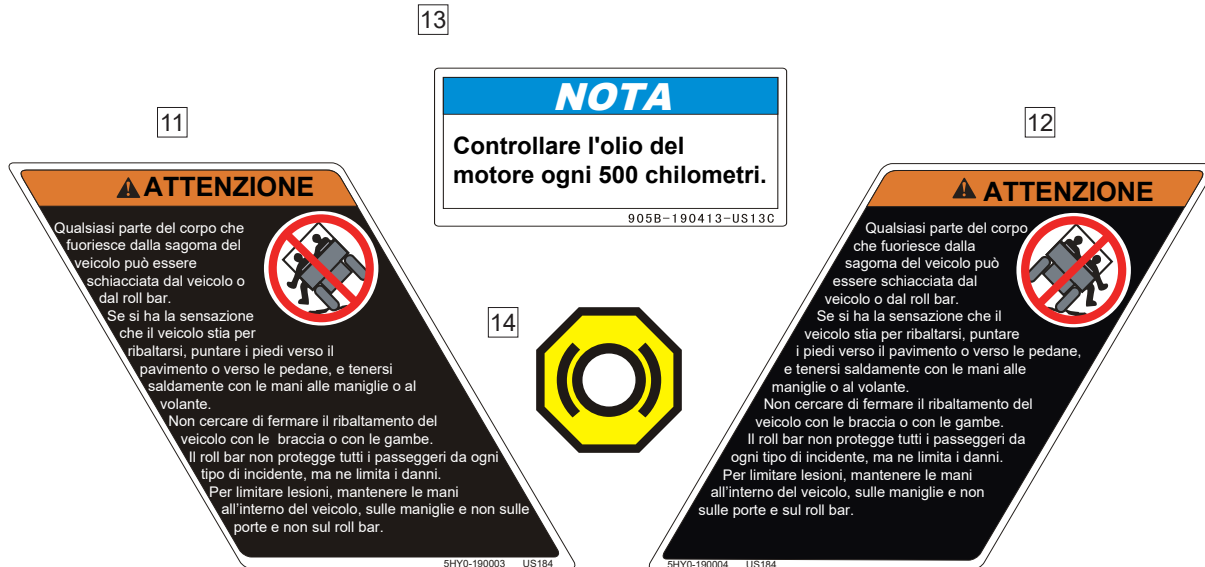 13
NOTA
Controllare l'olio del
motore ogni 500 chilometri.
905B-190413-US13C
11
ATTENZIONE
Qualsiasi parte del corpo che
fuoriesce dalla sagoma del
veicolo può essere
schiacciata dal veicolo o
dal roll bar.
Se si ha la sensazione
che il veicolo stia per
ribaltarsi, puntare i piedi verso il
pavimento o verso le pedane, e tenersi
saldamente con le mani alle maniglie o al
volante.
Non cercare di fermare il ribaltamento del
veicolo con le braccia o con le gambe.
Il roll bar non protegge tutti i passeggeri da ogni
tipo di incidente, ma ne limita i danni.
Per limitare lesioni, mantenere le mani
all'interno del veicolo, sulle maniglie e non sulle
porte e non sul roll bar.
5HY0-190003 US184
12
ATTENZIONE
Qualsiasi parte del corpo
che fuoriesce dalla
sagoma del veicolo può
essere schiacciata dal
veicolo o dal roll bar.
Se si ha la sensazione che il
veicolo stia per ribaltarsi, puntare
i piedi verso il pavimento o verso le pedane,
e tenersi saldamente con le mani alle
maniglie o al volante.
Non cercare di fermare il ribaltamento del
veicolo con le braccia o con le gambe.
Il roll bar non protegge tutti i passeggeri da
ogni tipo di incidente, ma ne limita i danni.
Per limitare lesioni, mantenere le mani
all'interno del veicolo, sulle maniglie e non
sulle porte e sul roll bar.
5HY0-190004 US184
14